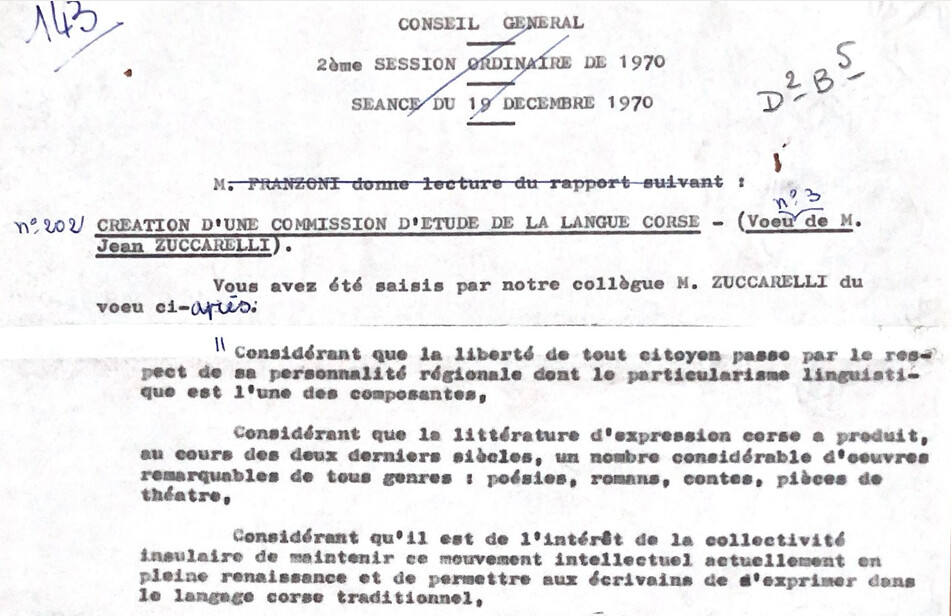 143
CONSEIL GENERAL
2ème SESSION ORDINAIRE DE 1970
SEANCE DU 19 DECEMBRE 1970
D2 B5
M. FRANZONI donne lecture du rapport suivant :
n° 3
n° 202 CREATION D'UNE COMMISSION D'ETUDE DE LA LANGUE CORSE - (Voeu de M.
Jean ZUCCARELLI).
Vous avez été saisis par notre collègue M. ZUCCARELLI du
voeu ci-après:
" Considérant que la liberté de tout citoyen passe par le res-
pect de sa personnalité régionale dont le particularisme linguisti-
que est l'une des composantes,
Considérant que la littérature d'expression corse a produit,
au cours des deux derniers siècles, un nombre considérable d'oeuvres
remarquables de tous genres : poésies, romans, contes, pièces de
théatre,
Considérant qu'il est de l'intérêt de la collectivité
insulaire de maintenir ce mouvement intellectuel actuellement en
pleine renaissance et de permettre aux écrivains de s'exprimer dans
le langage corse traditionnel,